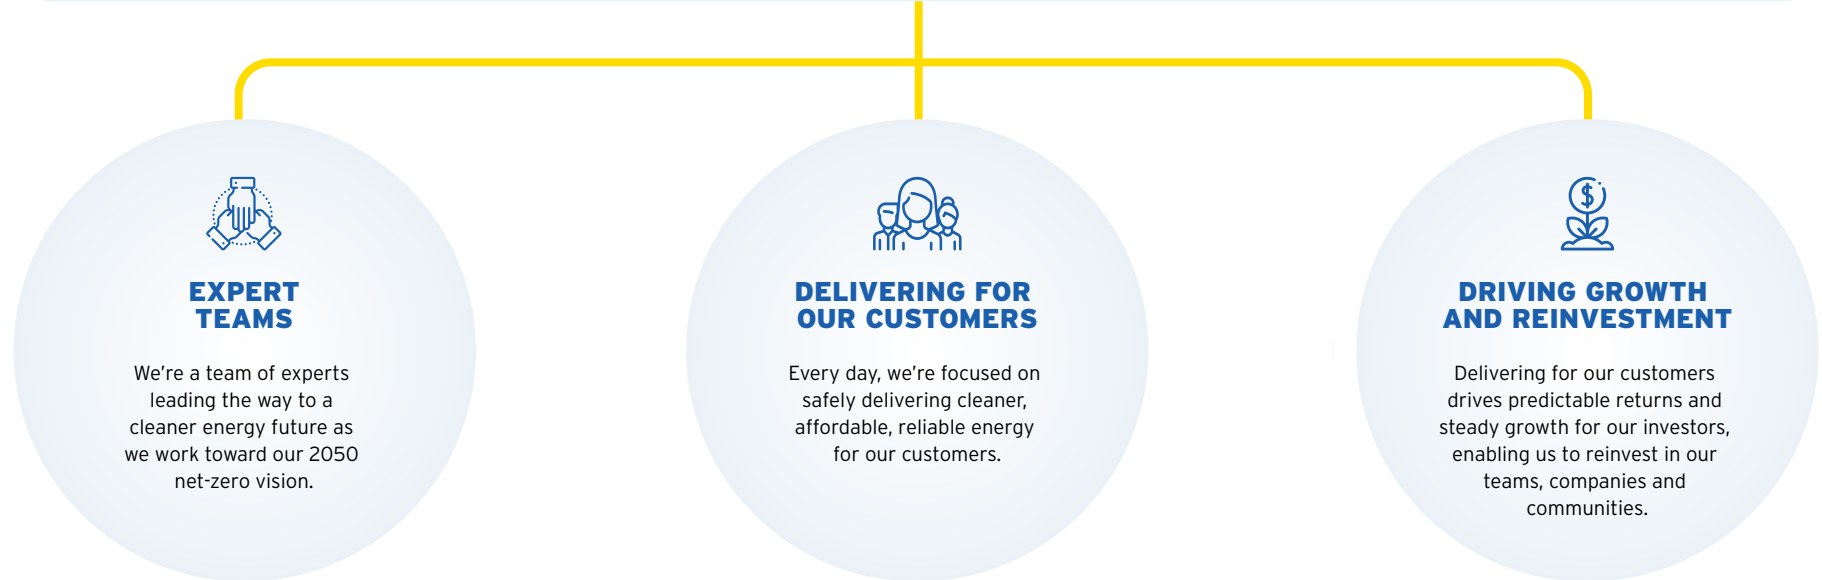 EXPERT
TEAMS
We’re a team of experts
leading the way to a
cleaner energy future as
we work toward our 2050
net-zero vision.
DELIVERING FOR
OUR CUSTOMERS
Every day, we’re focused on
safely delivering cleaner,
affordable, reliable energy
for our customers.
DRIVING GROWTH
AND REINVESTMENT
Delivering for our customers
drives predictable returns and
steady growth for our investors,
enabling us to reinvest in our
teams, companies and
communities.